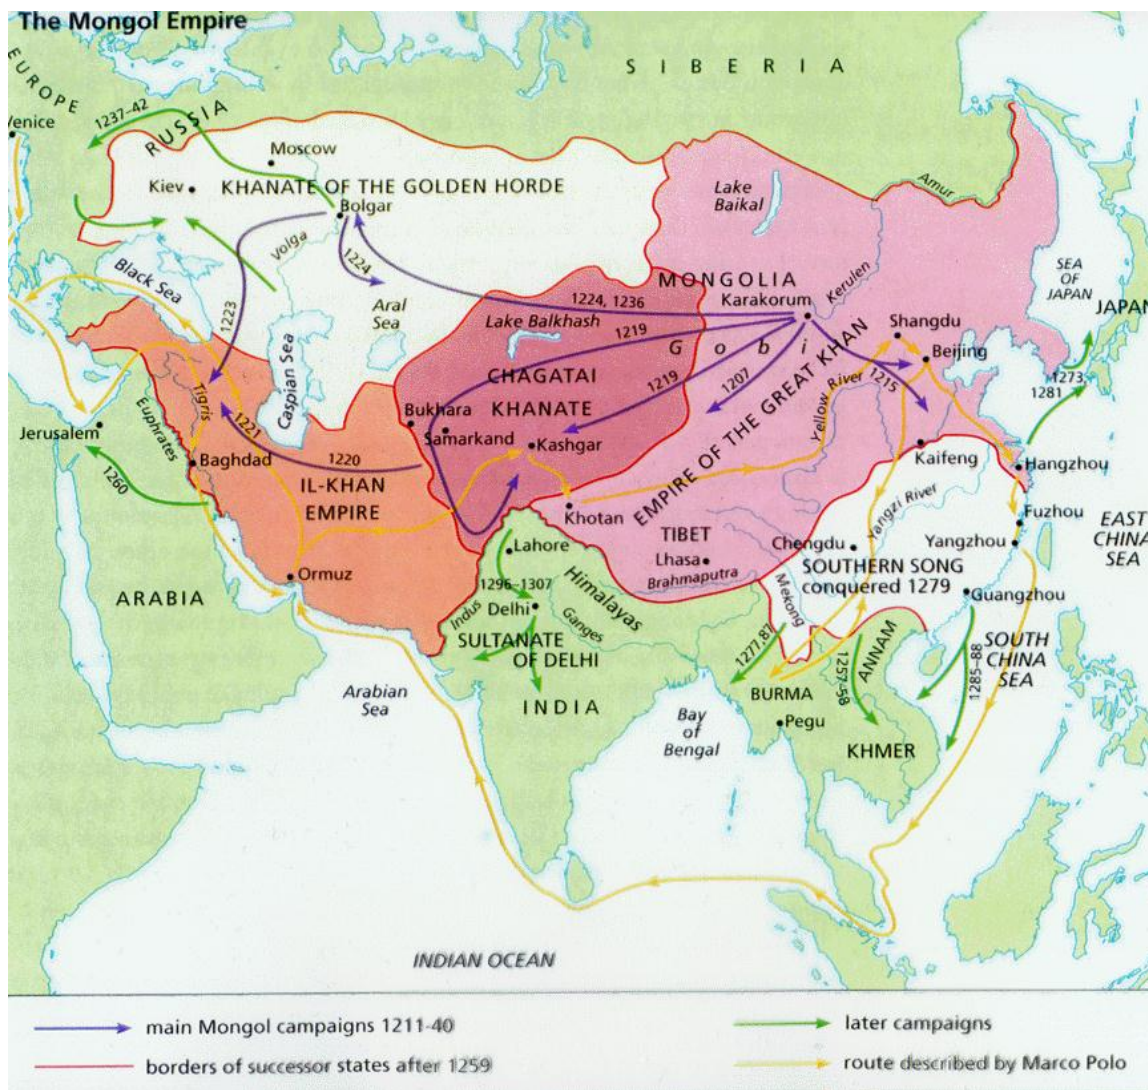 The Mongol Empire
EUROPE
SIBERIA
1237-42
RUSSIA
Venice
Moscow
Kiev
KHANATE OF THE GOLDEN HORDE
Bolgar
Lake
Baikal
Amur
Volga
1224
Black Sea
1223
Aral
Sea
Caspian Sea
MONGOLIA
Karakorum
Kerulen
1224, 1236
Lake Balkhash
1219
Gobi
SEA
OF
JAPAN
JAPAN
Shangdu
Beijing
1215
CHAGATAI
KHANATE
1219
1207
EMPIRE OF THE GREAT KHAN
Yellow River
1273,
1281
Tigris
Euphrates
1221
Jerusalem
Baghdad
1260
1220
IL-KHAN
EMPIRE
Bukhara
Samarkand
Kashgar
Khotan
Kaifeng
Hangzhou
Yangzi River
Fuzhou
Yangzhou
EAST
CHINA
SEA
TIBET
Lhasa
Brahmaputra
Chengdu
SOUTHERN SONG
conquered 1279
Guangzhou
Ormuz
ARABIA
Lahore
1296-1307
Himalayas
Indus
Delhi
Ganges
SULTANATE
OF DELHI
INDIA
Mekong
1277,87
ANNAM
1257-58
BURMA
Pegu
KHMER
SOUTH
CHINA
SEA
1285-88
Arabian
Sea
Bay
of
Bengal
INDIAN OCEAN
main Mongol campaigns 1211-40
later campaigns
borders of successor states after 1259
route described by Marco Polo